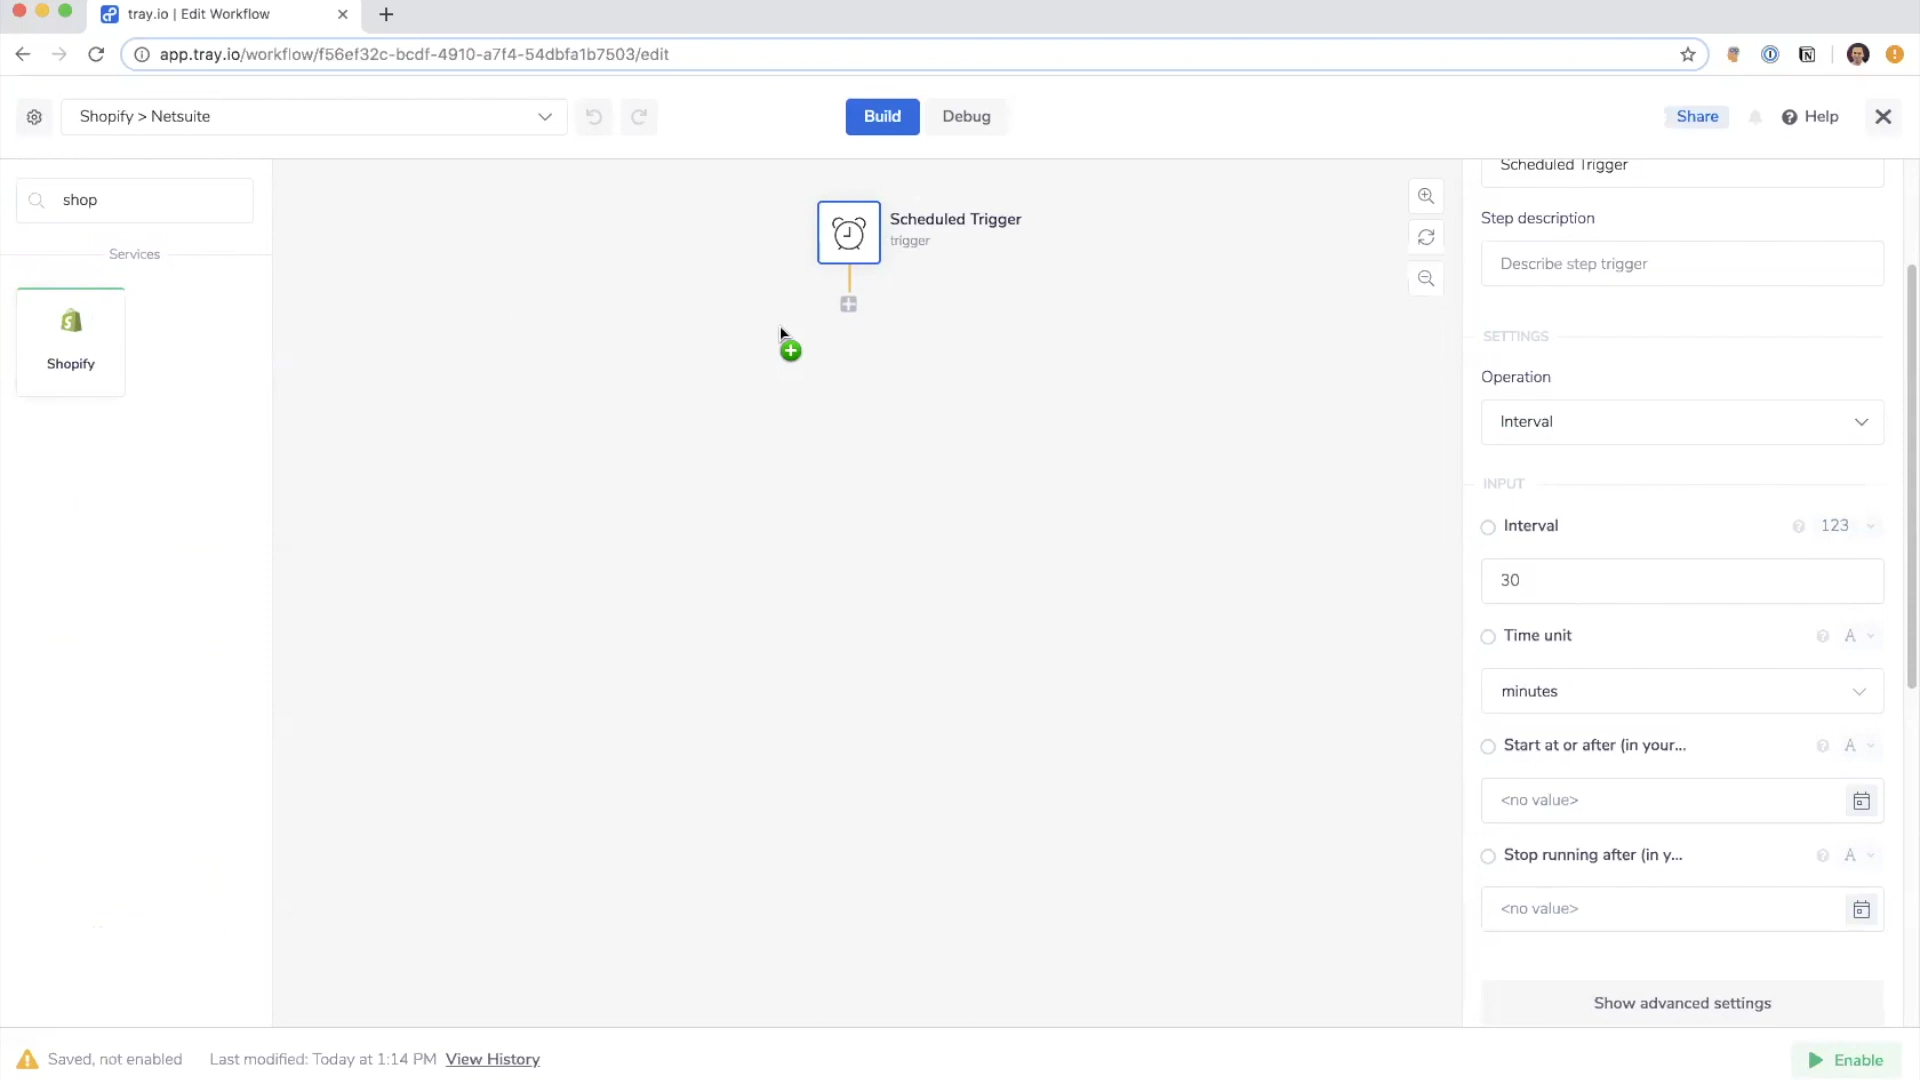 tray.io | Edit Workflow
app.tray.io/workflow/f56ef32c-bcdf-4910-a7f4-54dbfa1b7503/edit
Shopify > Netsuite
Build
Debug
Share
Help
shop
Services
Shopify
Scheduled Trigger
trigger
Scheduled Trigger
Step description
Describe step trigger
SETTINGS
Operation
Interval
INPUT
Interval
123
30
Time unit
A
minutes
Start at or after (in your...
A
<no value>
Stop running after (in y...
A
<no value>
Show advanced settings
Saved, not enabled
Last modified: Today at 1:14 PM
View History
Enable